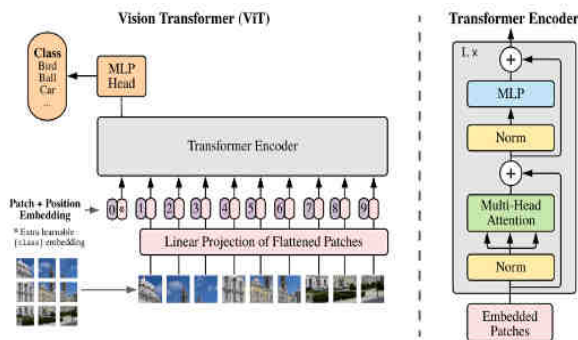 Vision Transformer (ViT)
Class
Bird
Ball
Car
...
MLP
Head
Transformer Encoder
Patch + Position
Embedding
0 * 1 2 3 4 5 6 7 8 9
* Extra learnable
[class] embedding
Linear Projection of Flattened Patches
Transformer Encoder
L x
+
MLP
Norm
+
Multi-Head
Attention
Norm
Embedded
Patches